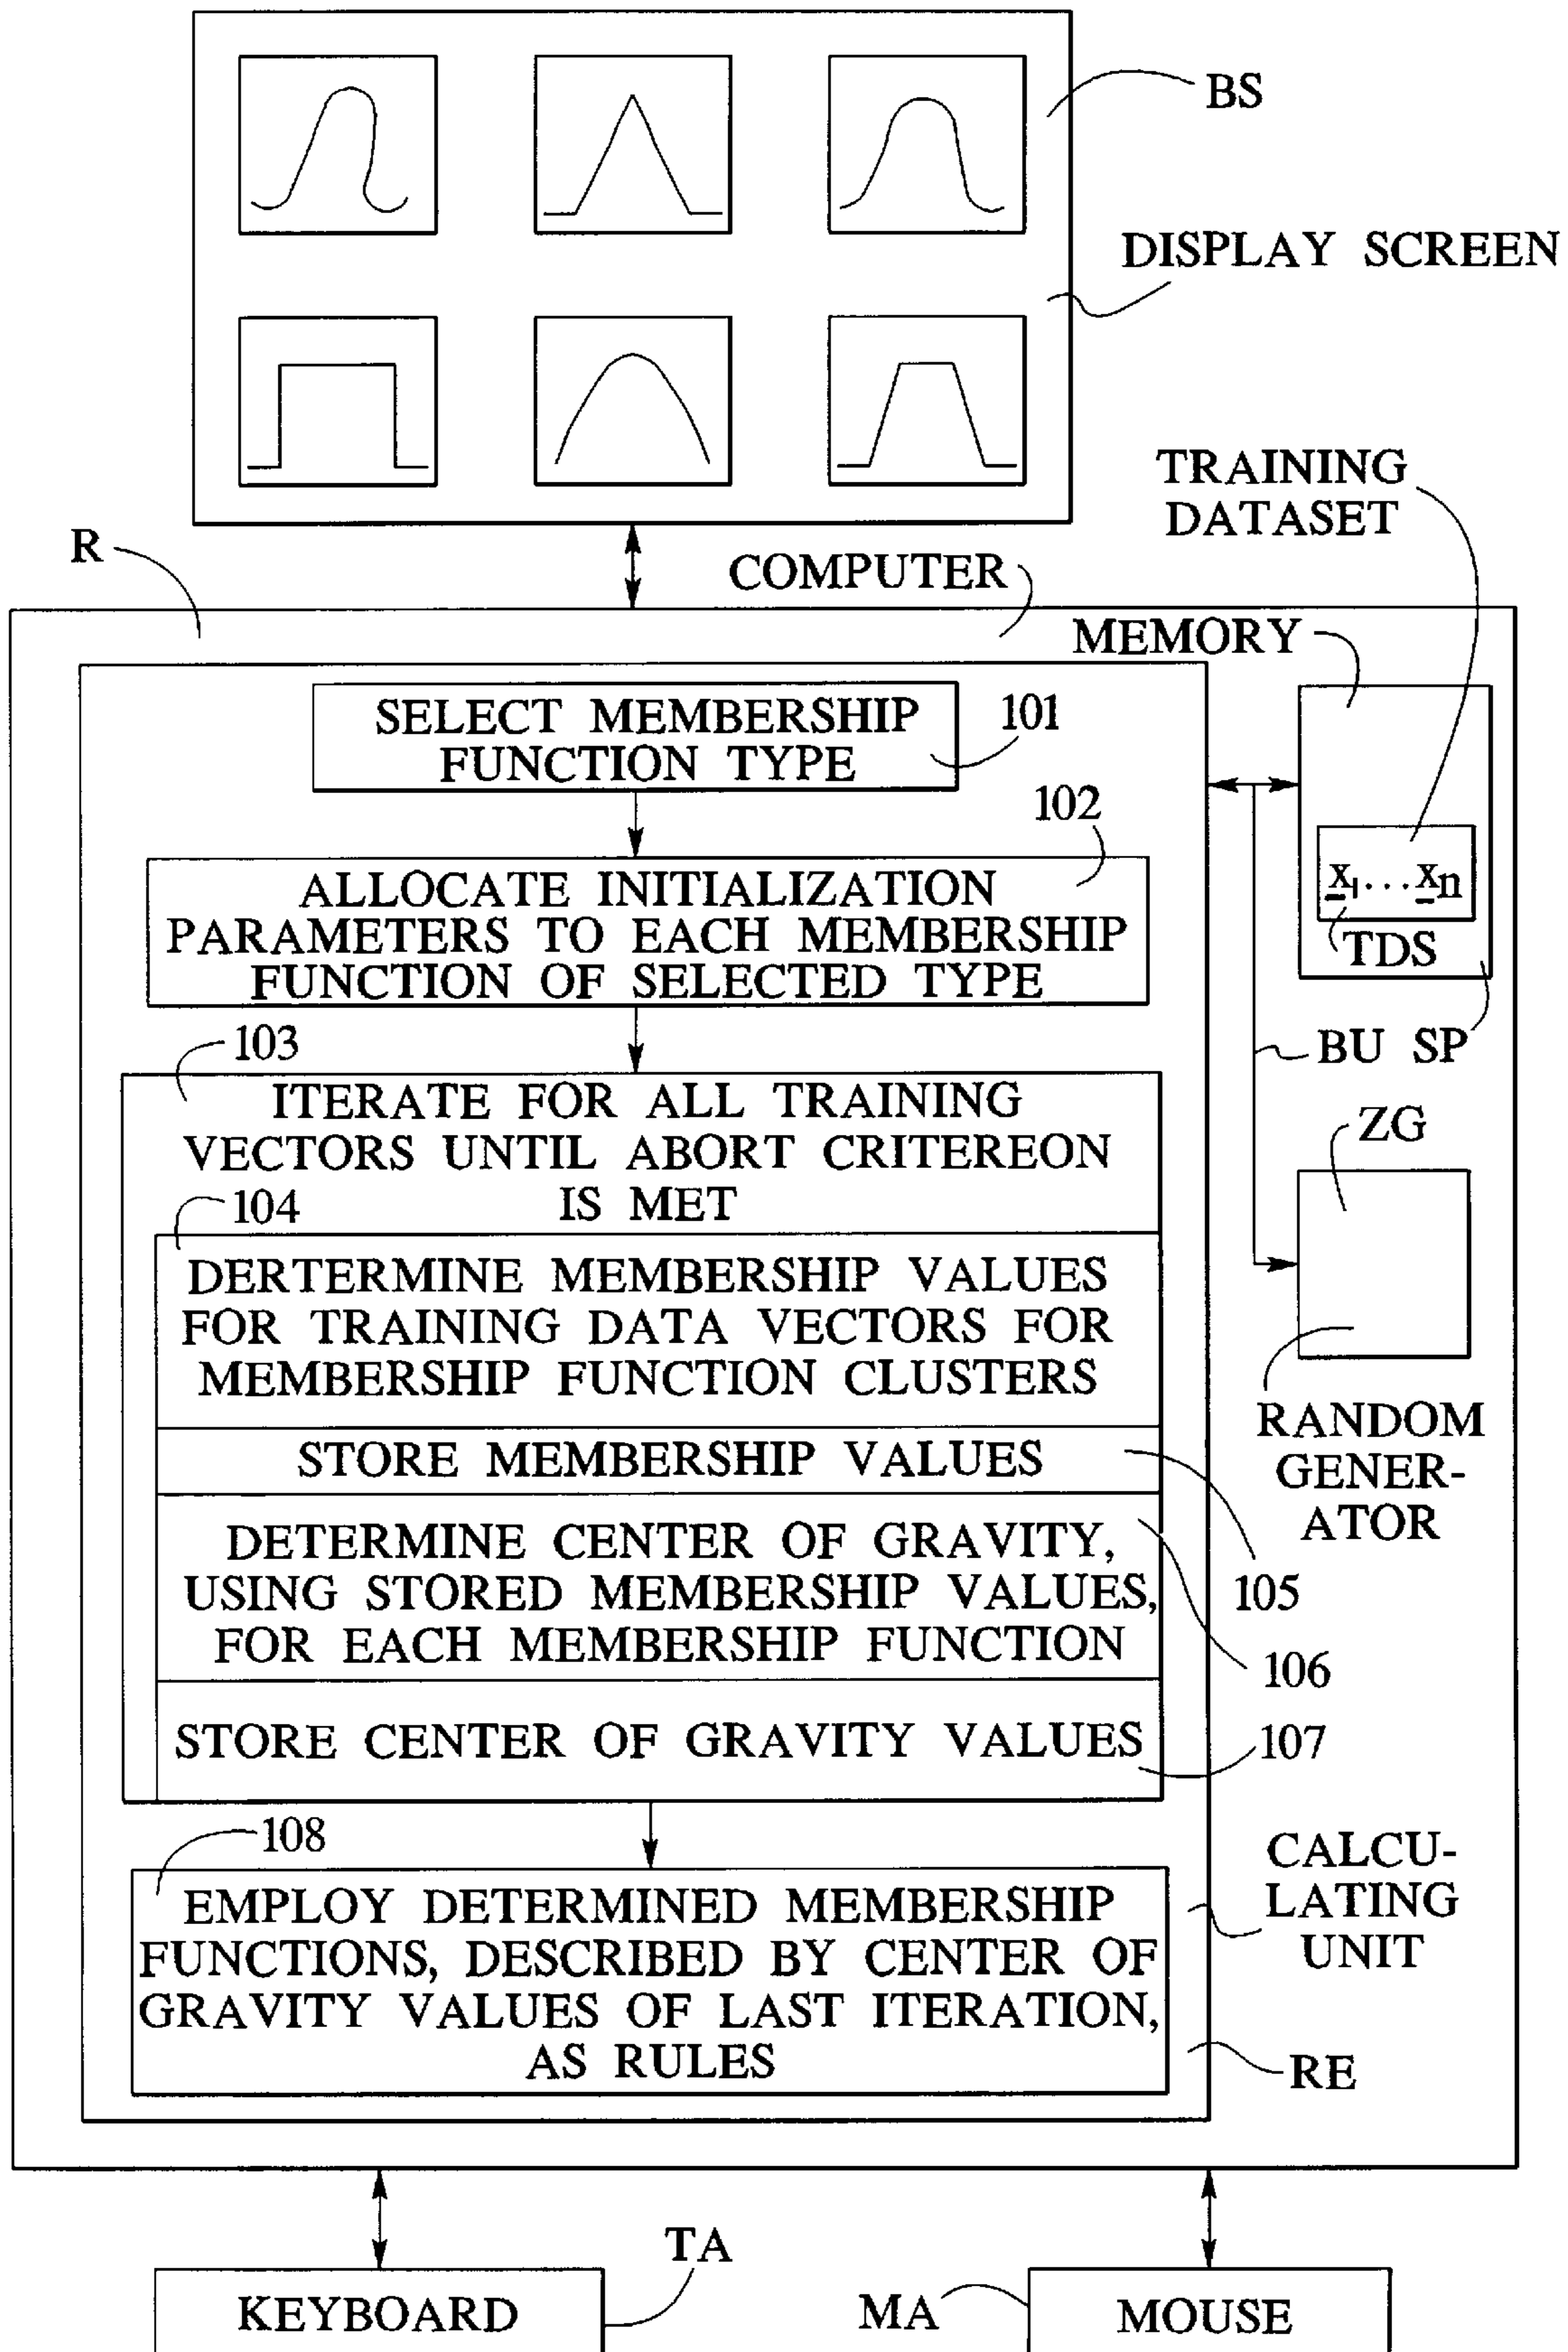 BS
DISPLAY SCREEN
TRAINING
DATASET
R
COMPUTER
MEMORY
SELECT MEMBERSHIP
FUNCTION TYPE
101
102
ALLOCATE INITIALIZATION
PARAMETERS TO EACH MEMBERSHIP
FUNCTION OF SELECTED TYPE
x1...xn
TDS
BU SP
103
ITERATE FOR ALL TRAINING
VECTORS UNTIL ABORT CRITEREON
IS MET
ZG
104
DERTERMINE MEMBERSHIP VALUES
FOR TRAINING DATA VECTORS FOR
MEMBERSHIP FUNCTION CLUSTERS
RANDOM
GENER-
ATOR
STORE MEMBERSHIP VALUES
105
DETERMINE CENTER OF GRAVITY,
USING STORED MEMBERSHIP VALUES,
FOR EACH MEMBERSHIP FUNCTION
106
STORE CENTER OF GRAVITY VALUES
107
108
CALCU-
LATING
UNIT
EMPLOY DETERMINED MEMBERSHIP
FUNCTIONS, DESCRIBED BY CENTER OF
GRAVITY VALUES OF LAST ITERATION,
AS RULES
RE
TA
KEYBOARD
MA
MOUSE